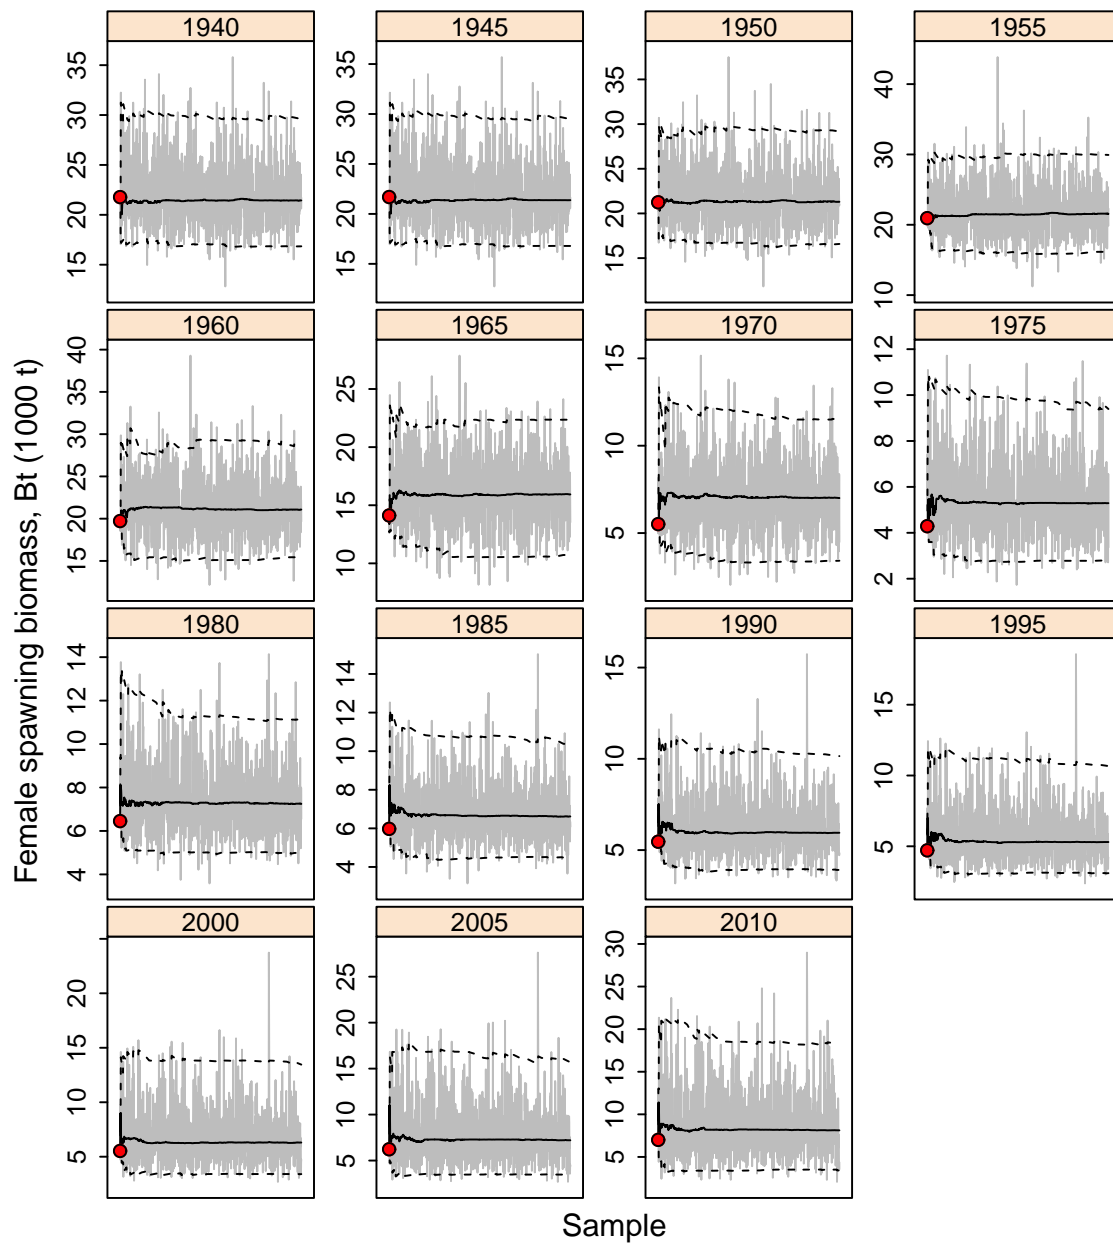 1940 1945 1950 1955
15 20 25 30 35
15 20 25 30 35
15 20 25 30 35
10 20 30 40
1960 1965 1970 1975
15 20 25 30 35 40
10 15 20 25
5 10 15
2 4 6 8 10 12
1980 1985 1990 1995
4 6 8 10 12 14
4 6 8 10 12 14
5 10 15
5 10 15
2000 2005 2010
5 10 15 20
5 10 15 20 25
5 10 15 20 25 30
Female spawning biomass, Bt (1000 t)
Sample